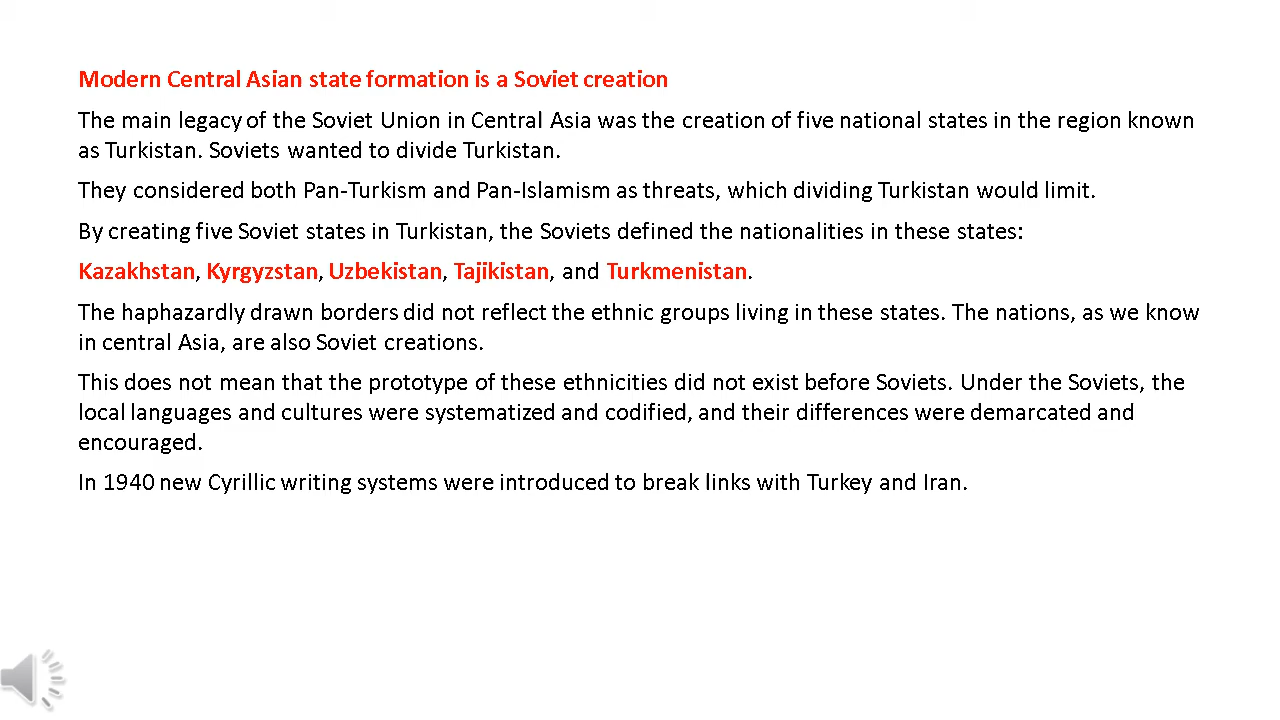 Modern Central Asian state formation is a Soviet creation
The main legacy of the Soviet Union in Central Asia was the creation of five national states in the region known
as Turkistan. Soviets wanted to divide Turkistan.
They considered both Pan-Turkism and Pan-Islamism as threats, which dividing Turkistan would limit.
By creating five Soviet states in Turkistan, the Soviets defined the nationalities in these states:
Kazakhstan, Kyrgyzstan, Uzbekistan, Tajikistan, and Turkmenistan.
The haphazardly drawn borders did not reflect the ethnic groups living in these states. The nations, as we know
in central Asia, are also Soviet creations.
This does not mean that the prototype of these ethnicities did not exist before Soviets. Under the Soviets, the
local languages and cultures were systematized and codified, and their differences were demarcated and
encouraged.
In 1940 new Cyrillic writing systems were introduced to break links with Turkey and Iran.